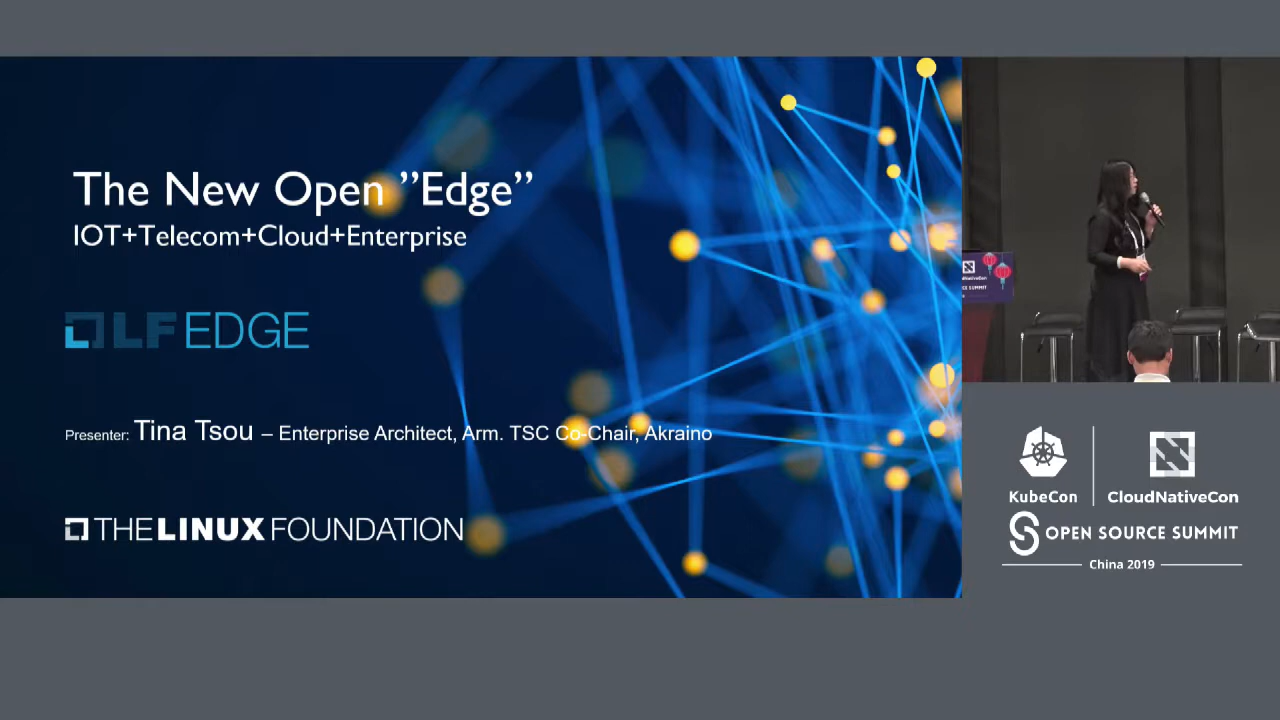 The New Open ”Edge”
IOT+Telecom+Cloud+Enterprise
LF EDGE
Presenter: Tina Tsou – Enterprise Architect, Arm. TSC Co-Chair, Akraino
THE LINUX FOUNDATION
KubeCon
CloudNativeCon
OPEN SOURCE SUMMIT
China 2019